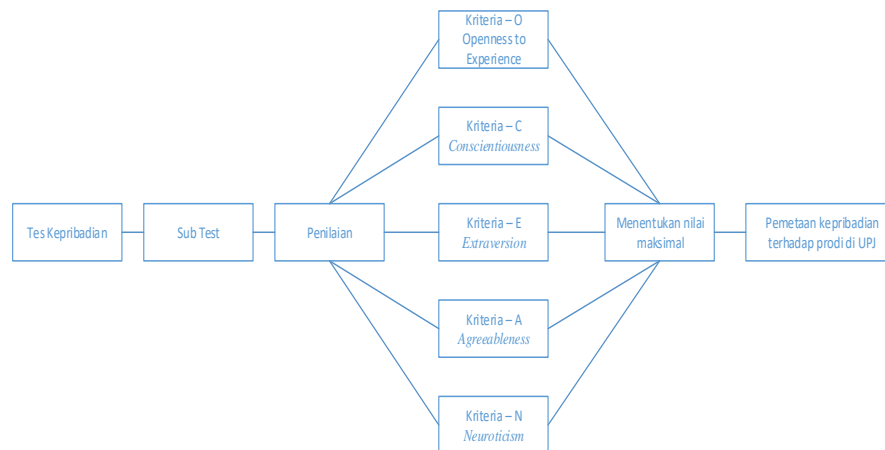 Tes Kepribadian
Sub Test
Penilaian
Kriteria – O
Openness to
Experience
Kriteria – C
Conscientiousness
Kriteria – E
Extraversion
Kriteria – A
Agreeableness
Kriteria – N
Neuroticism
Menentukan nilai
maksimal
Pemetaan kepribadian
terhadap prodi di UPJ